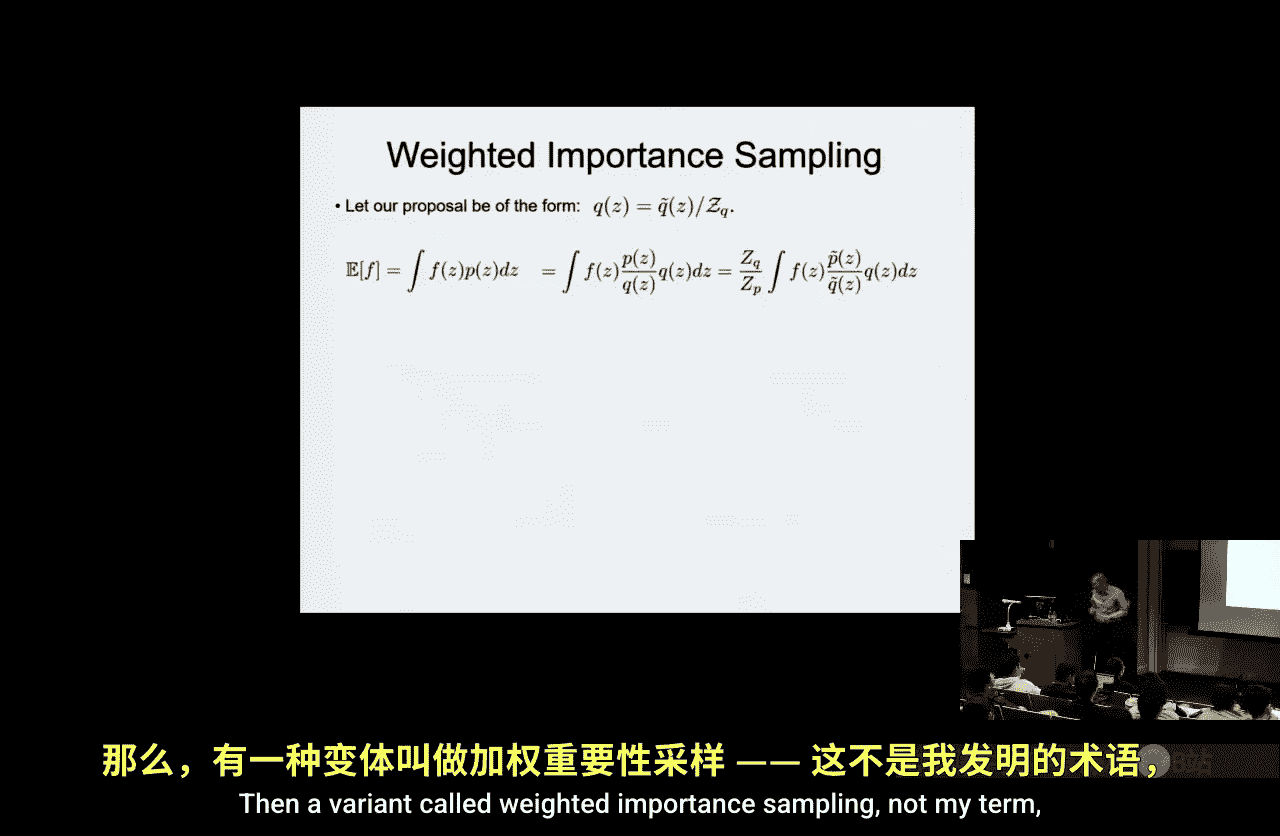 Weighted Importance Sampling
• Let our proposal be of the form: q(z) = q̃(z)/𝒵_q.
𝔼[f] = ∫ f(z)p(z)dz = ∫ f(z) p(z)/q(z) q(z)dz = Z_q/Z_p ∫ f(z) p̃(z)/q̃(z) q(z)dz
那么，有一种变体叫做加权重要性采样 —— 这不是我发明的术语，
Then a variant called weighted importance sampling, not my term,